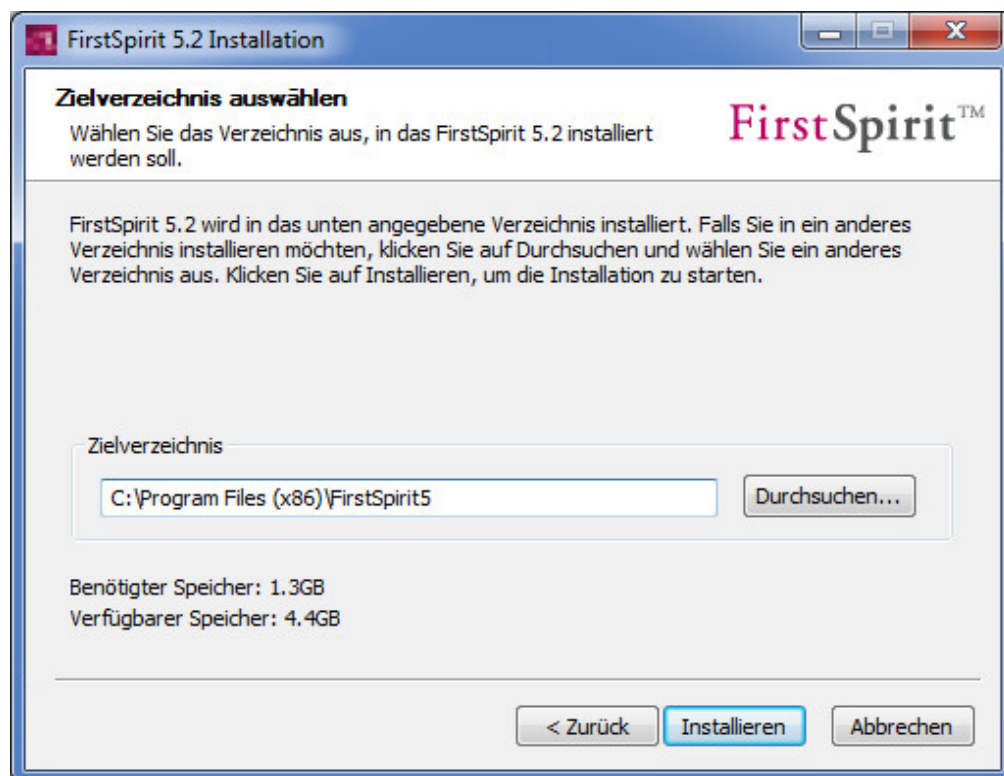 FirstSpirit 5.2 Installation
Zielverzeichnis auswählen
Wählen Sie das Verzeichnis aus, in das FirstSpirit 5.2 installiert
werden soll.
FirstSpirit™
FirstSpirit 5.2 wird in das unten angegebene Verzeichnis installiert. Falls Sie in ein anderes
Verzeichnis installieren möchten, klicken Sie auf Durchsuchen und wählen Sie ein anderes
Verzeichnis aus. Klicken Sie auf Installieren, um die Installation zu starten.
Zielverzeichnis
C:\Program Files (x86)\FirstSpirit5
Durchsuchen...
Benötigter Speicher: 1.3GB
Verfügbarer Speicher: 4.4GB
< Zurück
Installieren
Abbrechen